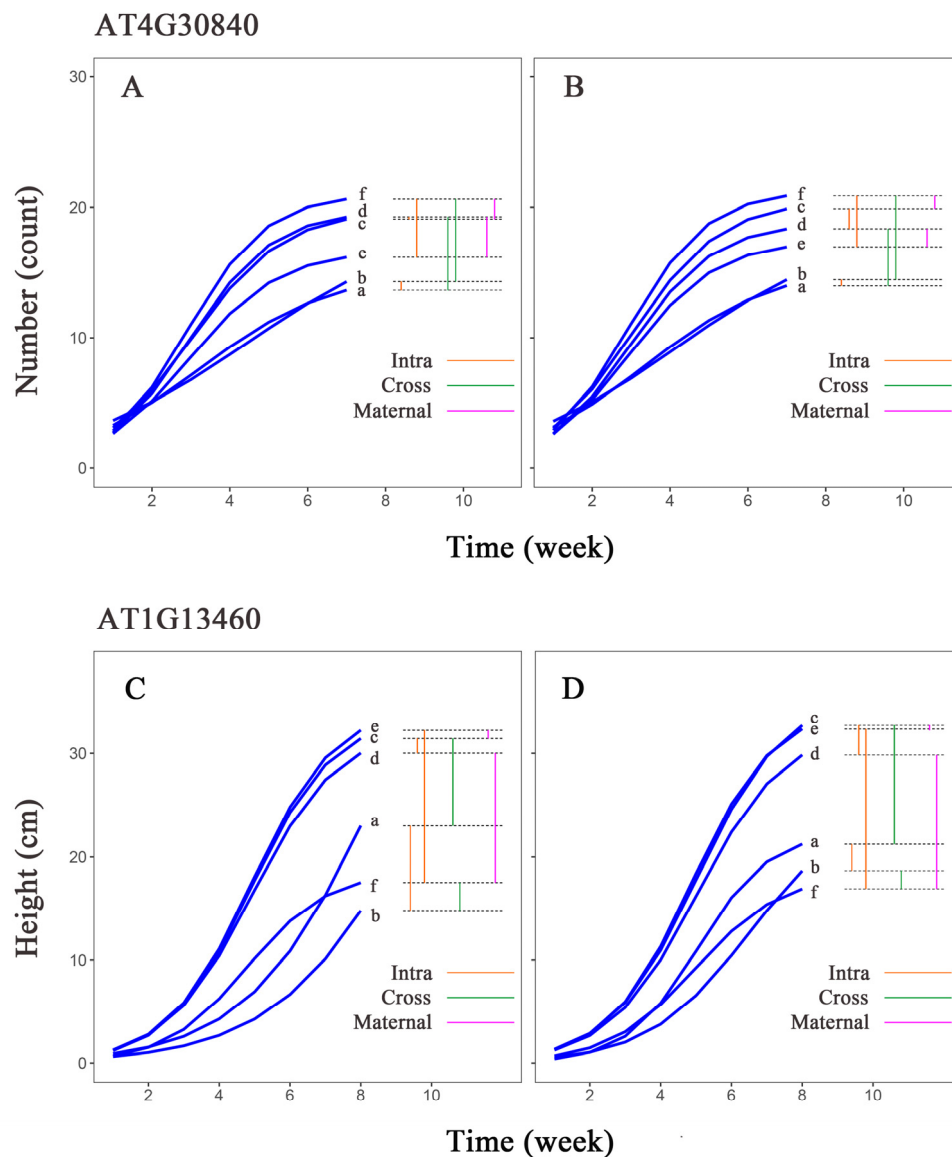 AT4G30840
A
B
30
20
10
0
f
d
c
c
b
a
f
c
d
e
b
a
Intra
Cross
Maternal
Intra
Cross
Maternal
2 4 6 8 10
2 4 6 8 10
Number (count)
Time (week)
AT1G13460
C
D
30
20
10
0
e
c
d
a
f
b
c
e
d
a
b
f
Intra
Cross
Maternal
Intra
Cross
Maternal
2 4 6 8 10
2 4 6 8 10
Height (cm)
Time (week)